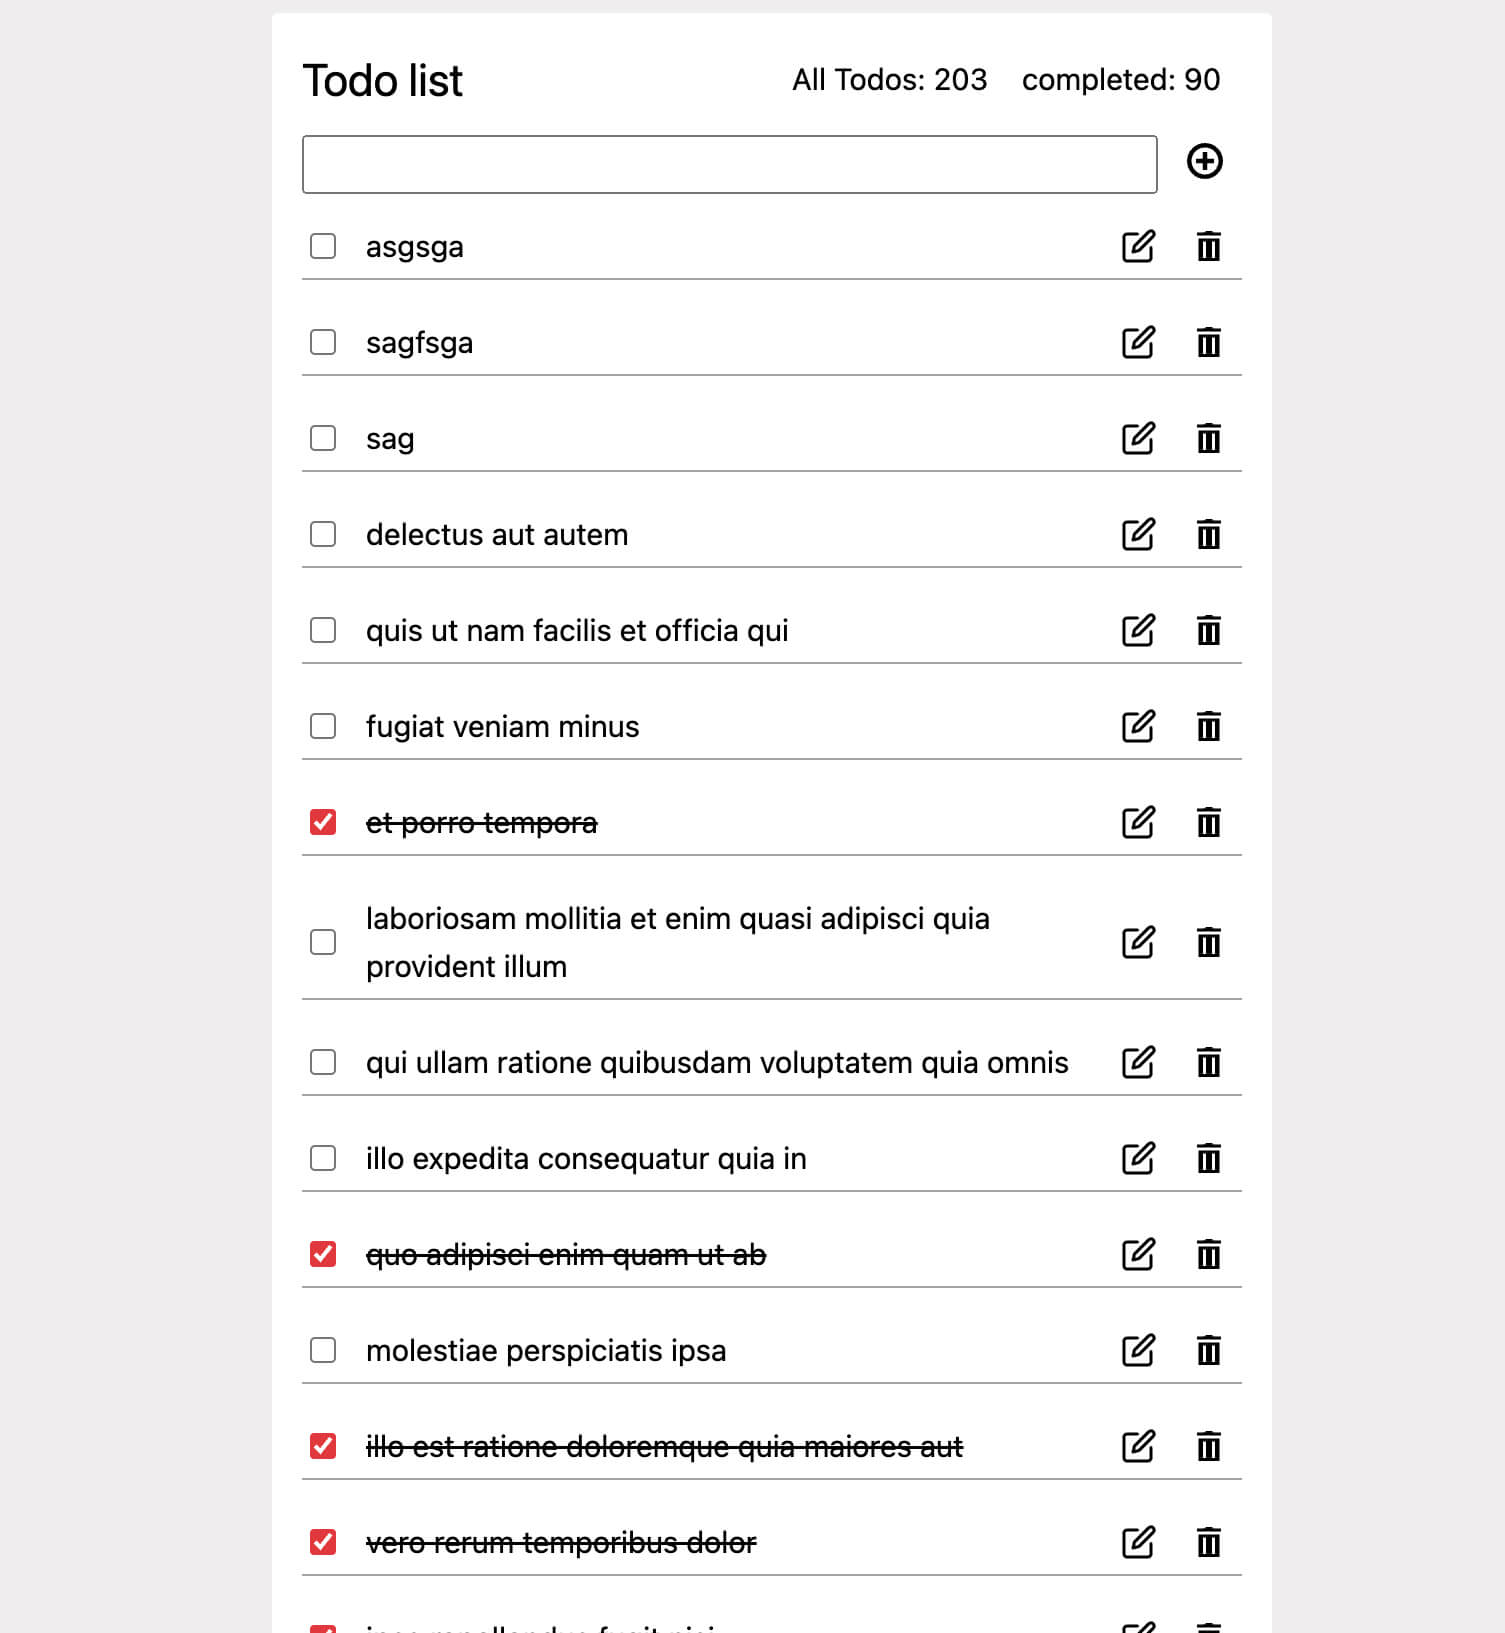 Todo list
All Todos: 203 completed: 90
asgsga
sagfsga
sag
delectus aut autem
quis ut nam facilis et officia qui
fugiat veniam minus
et porro tempora
laboriosam mollitia et enim quasi adipisci quia
provident illum
qui ullam ratione quibusdam voluptatem quia omnis
illo expedita consequatur quia in
quo adipisci enim quam ut ab
molestiae perspiciatis ipsa
illo est ratione doloremque quia maiores aut
vero rerum temporibus dolor